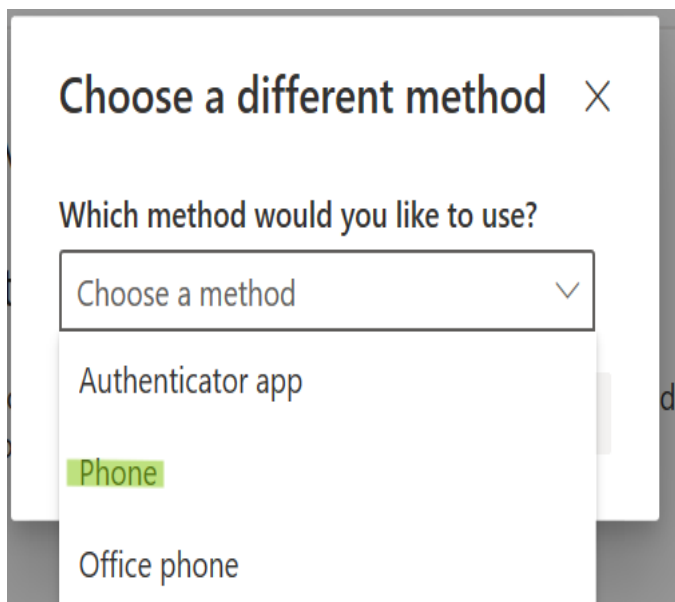 Choose a different method
Which method would you like to use?
Choose a method
Authenticator app
Phone
Office phone